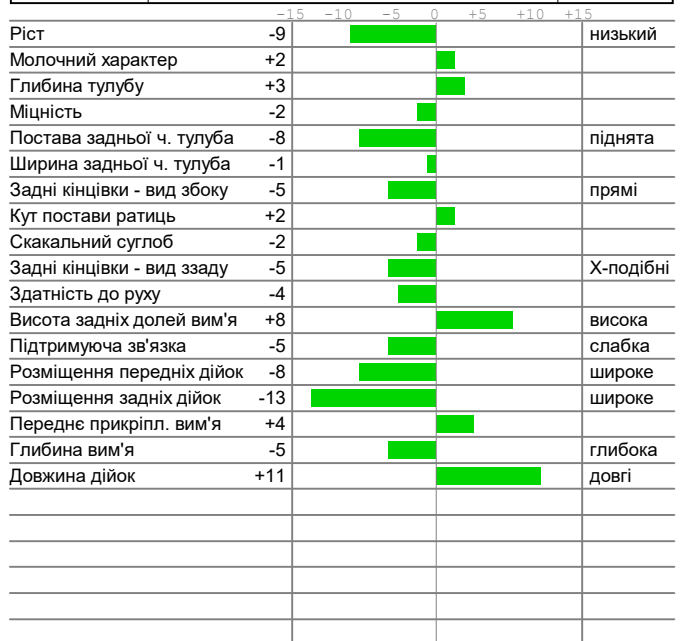 -15 -10 -5 0 +5 +10 +15
Ріст -9 низький
Молочний характер +2
Глибина тулубу +3
Міцність -2
Постава задньої ч. тулуба -8 піднята
Ширина задньої ч. тулуба -1
Задні кінцівки - вид збоку -5 прямі
Кут постави ратиць +2
Скакальний суглоб -2
Задні кінцівки - вид ззаду -5 Х-подібні
Здатність до руху -4
Висота задніх долей вим'я +8 висока
Підтримуюча зв'язка -5 слабка
Розміщення передніх дійок -8 широке
Розміщення задніх дійок -13 широке
Переднє прикріпл. вим'я +4
Глибина вим'я -5 глибока
Довжина дійок +11 довгі